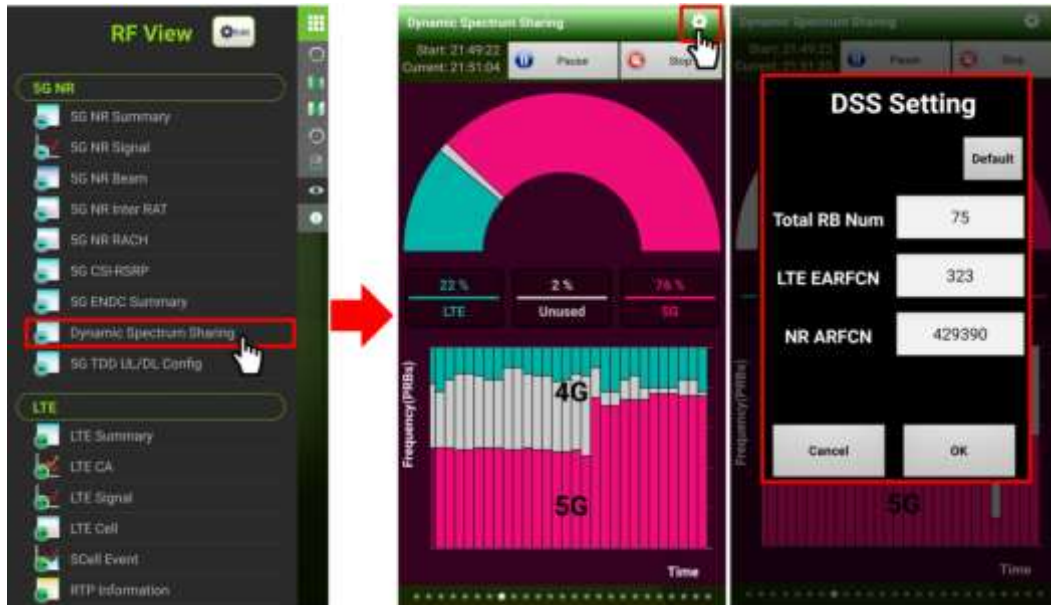 RF View
5G NR
5G NR Summary
5G NR Signal
5G NR Beam
5G NR Inter RAT
5G NR RACH
5G CSI-RSRP
5G ENDC Summary
Dynamic Spectrum Sharing
5G TDD UL/DL Config
LTE
LTE Summary
LTE CA
LTE Signal
LTE Cell
SCell Event
RTP Information
Dynamic Spectrum Sharing
Start: 21:49:22
Current: 21:51:04
Pause
Stop
22 %
2 %
76 %
LTE
Unused
5G
Frequency(PRBs)
4G
5G
Time
Dynamic Spectrum Sharing
DSS Setting
Default
Total RB Num
75
LTE EARFCN
323
NR ARFCN
429390
Cancel
OK
Frequency(PRBs)
5G
Time